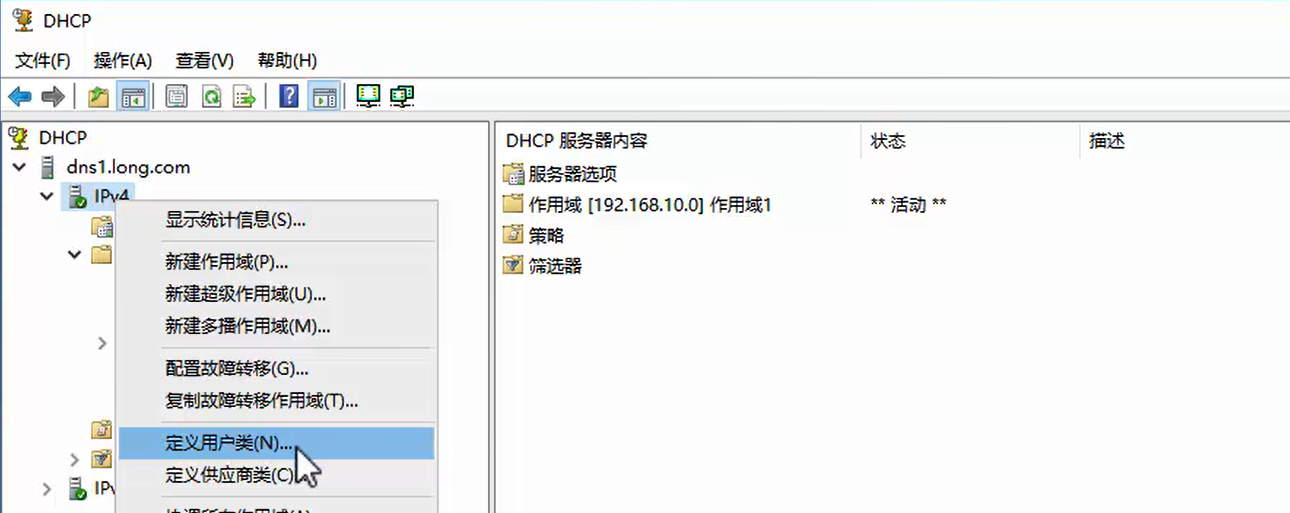 DHCP
文件(F) 操作(A) 查看(V) 帮助(H)
DHCP
dns1.long.com
IPv4
显示统计信息(S)...
新建作用域(P)...
新建超级作用域(U)...
新建多播作用域(M)...
配置故障转移(G)...
复制故障转移作用域(T)...
定义用户类(N)...
定义供应商类(C)
DHCP 服务器内容 状态 描述
服务器选项
作用域 [192.168.10.0] 作用域1 ** 活动 **
策略
筛选器